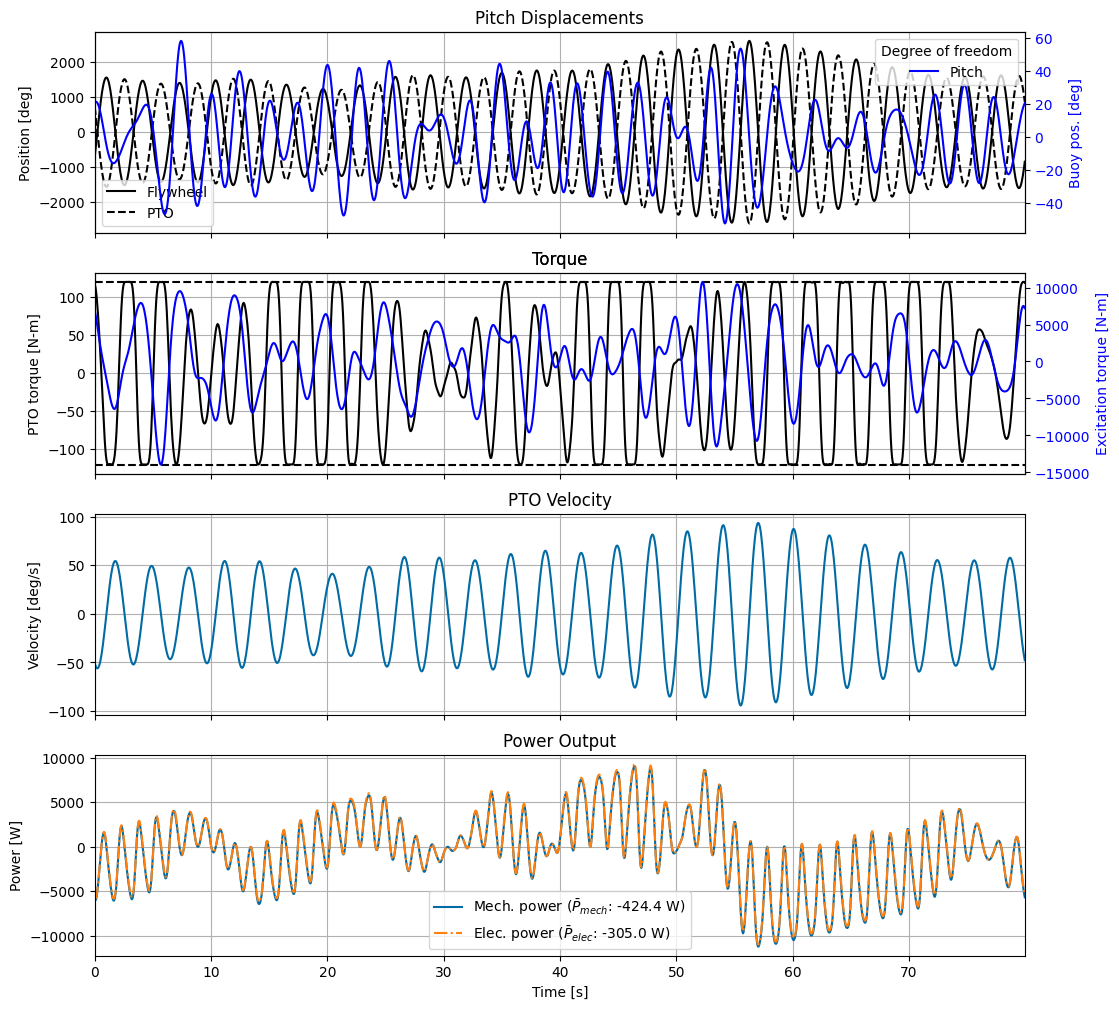 Pitch Displacements
Position [deg]
2000
1000
0
−1000
−2000
Flywheel
PTO
Degree of freedom
Pitch
60
40
20
0
−20
−40
Buoy pos. [deg]
Torque
PTO torque [N-m]
100
50
0
−50
−100
10000
5000
0
−5000
−10000
−15000
Excitation torque [N-m]
PTO Velocity
Velocity [deg/s]
100
50
0
−50
−100
Power Output
Power [W]
10000
5000
0
−5000
−10000
Mech. power (P̄mech: -424.4 W)
Elec. power (P̄elec: -305.0 W)
0 10 20 30 40 50 60 70
Time [s]